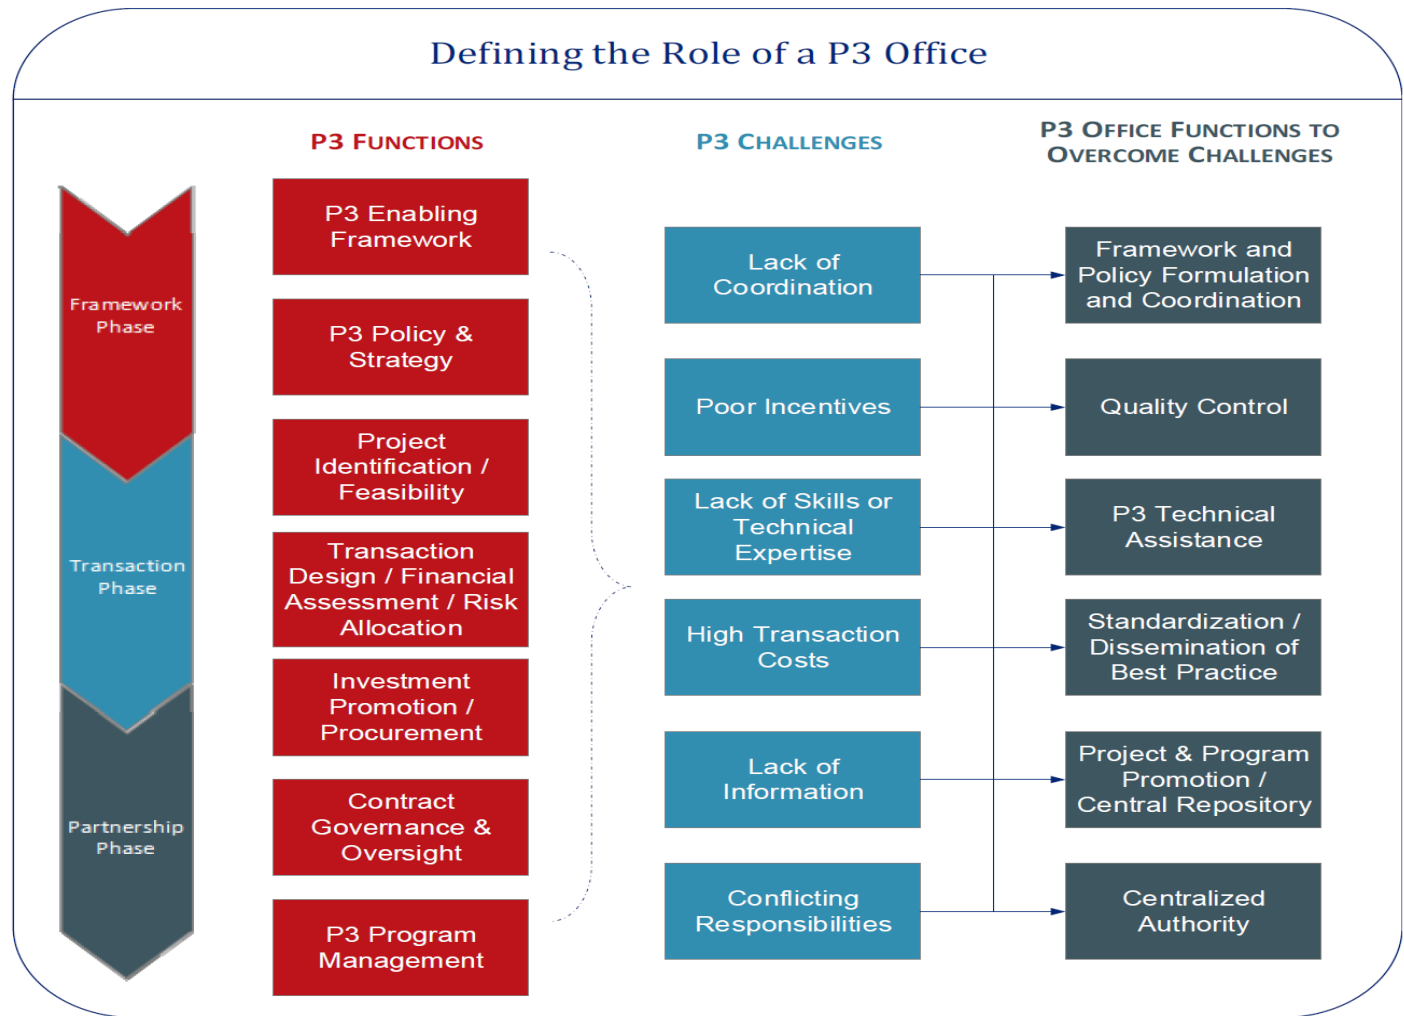 Defining the Role of a P3 Office
P3 FUNCTIONS
P3 CHALLENGES
P3 OFFICE FUNCTIONS TO
OVERCOME CHALLENGES
Framework
Phase
Transaction
Phase
Partnership
Phase
P3 Enabling
Framework
P3 Policy &
Strategy
Project
Identification /
Feasibility
Transaction
Design / Financial
Assessment / Risk
Allocation
Investment
Promotion /
Procurement
Contract
Governance &
Oversight
P3 Program
Management
Lack of
Coordination
Poor Incentives
Lack of Skills or
Technical
Expertise
High Transaction
Costs
Lack of
Information
Conflicting
Responsibilities
Framework and
Policy Formulation
and Coordination
Quality Control
P3 Technical
Assistance
Standardization /
Dissemination of
Best Practice
Project & Program
Promotion /
Central Repository
Centralized
Authority